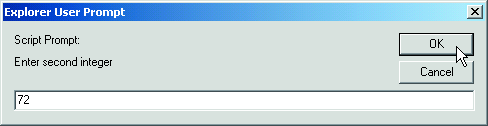 Explorer User Prompt
Script Prompt:
OK
Enter second integer
Cancel
72